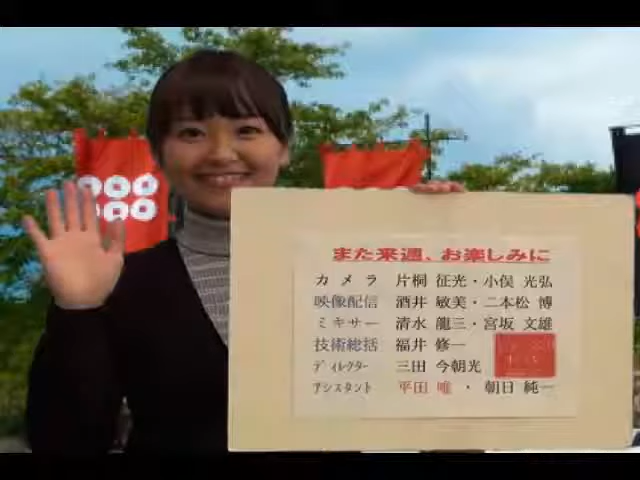 また来週、お楽しみに
カメラ 片桐 征光・小俣 光弘
映像配信 酒井 敏美・二本松 博
ミキサー 清水 龍三・宮坂 文雄
技術総括 福井 修一
ディレクター 三田 今朝光
アシスタント 平田 唯・朝日 純一